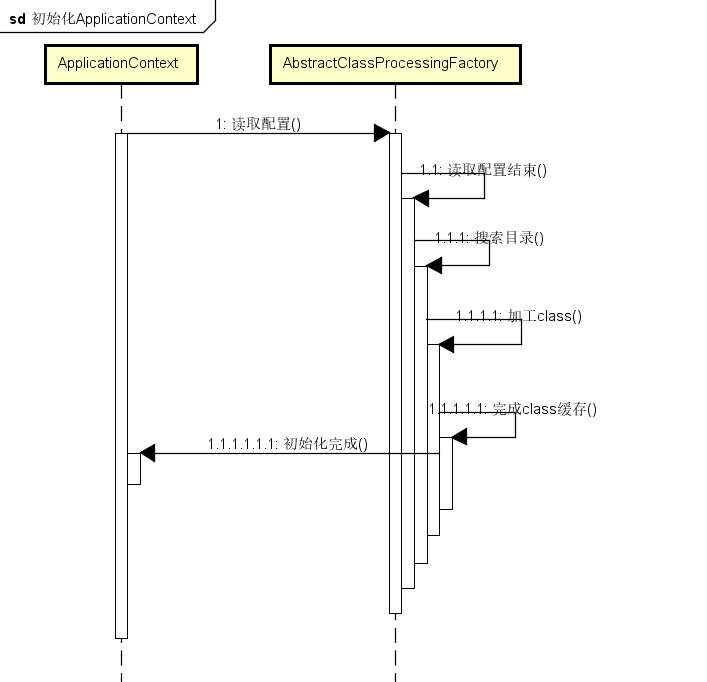 sd 初始化ApplicationContext
ApplicationContext
AbstractClassProcessingFactory
1: 读取配置()
1.1: 读取配置结束()
1.1.1: 搜索目录()
1.1.1.1: 加工class()
1.1.1.1.1: 完成class缓存()
1.1.1.1.1.1: 初始化完成()